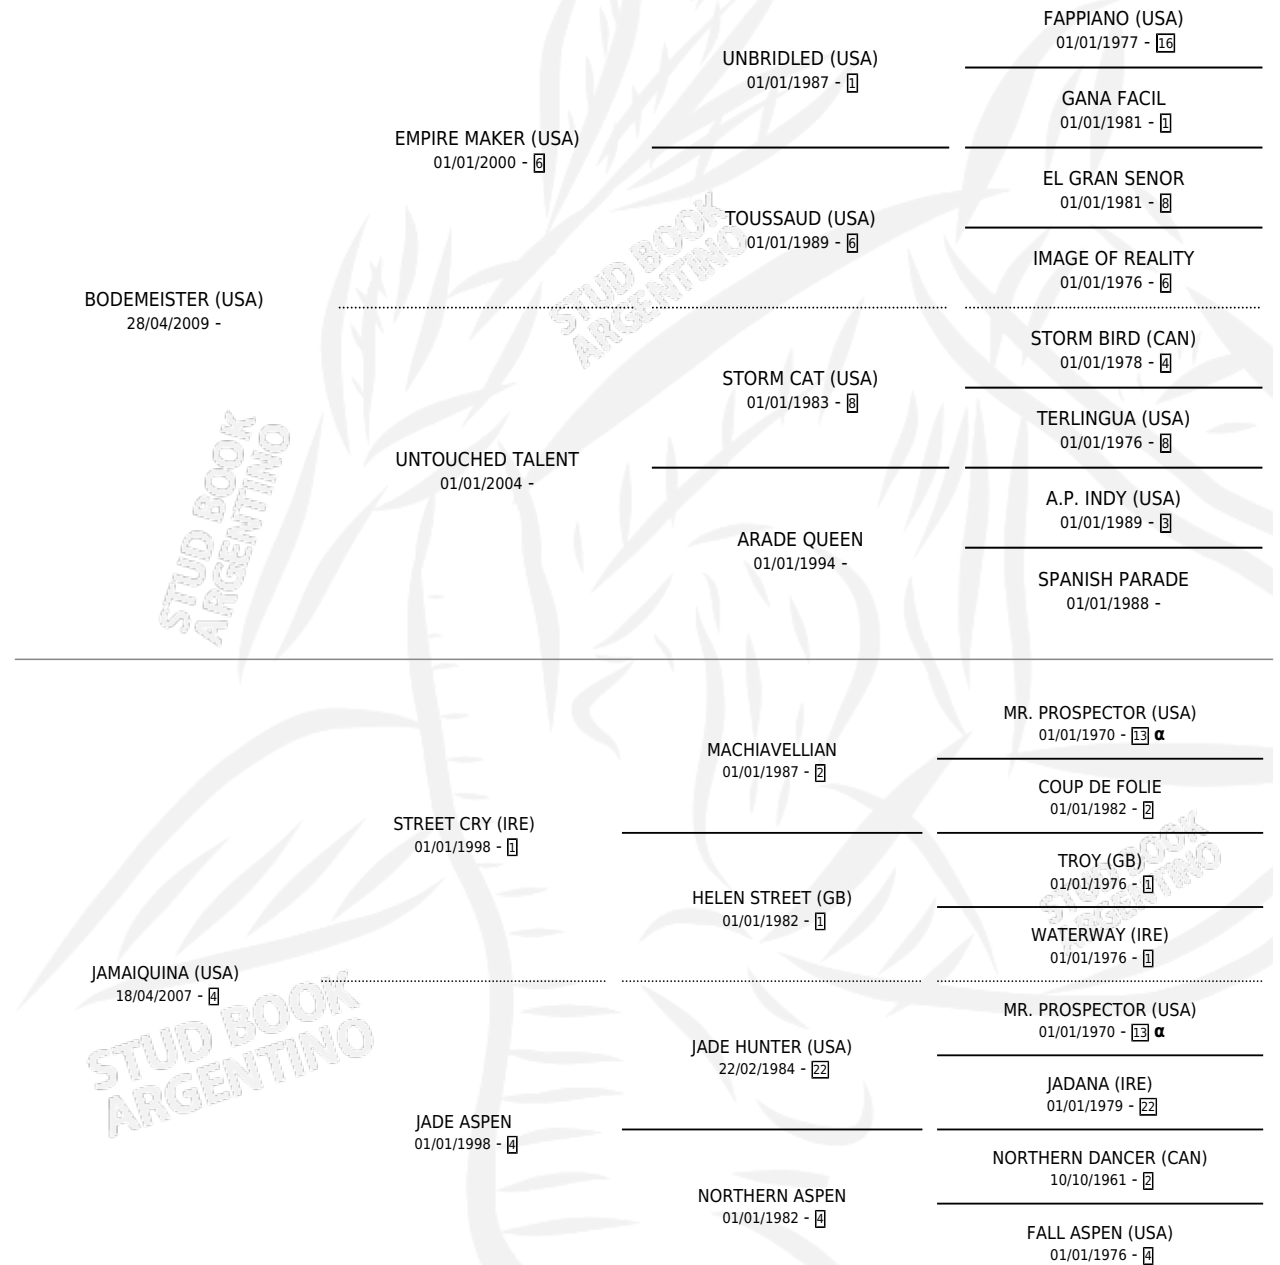 BODEMEISTER (USA)
28/04/2009 -
EMPIRE MAKER (USA)
01/01/2000 - 6
UNBRIDLED (USA)
01/01/1987 - 1
FAPPIANO (USA)
01/01/1977 - 16
GANA FACIL
01/01/1981 - 1
TOUSSAUD (USA)
01/01/1989 - 6
EL GRAN SENOR
01/01/1981 - 8
IMAGE OF REALITY
01/01/1976 - 6
UNTOUCHED TALENT
01/01/2004 -
STORM CAT (USA)
01/01/1983 - 8
STORM BIRD (CAN)
01/01/1978 - 4
TERLINGUA (USA)
01/01/1976 - 8
ARADE QUEEN
01/01/1994 -
A.P. INDY (USA)
01/01/1989 - 3
SPANISH PARADE
01/01/1988 -
JAMAIQUINA (USA)
18/04/2007 - 4
STREET CRY (IRE)
01/01/1998 - 1
MACHIAVELLIAN
01/01/1987 - 2
MR. PROSPECTOR (USA)
01/01/1970 - 13 α
COUP DE FOLIE
01/01/1982 - 2
HELEN STREET (GB)
01/01/1982 - 1
TROY (GB)
01/01/1976 - 1
WATERWAY (IRE)
01/01/1976 - 1
JADE ASPEN
01/01/1998 - 4
JADE HUNTER (USA)
22/02/1984 - 22
MR. PROSPECTOR (USA)
01/01/1970 - 13 α
JADANA (IRE)
01/01/1979 - 22
NORTHERN ASPEN
01/01/1982 - 4
NORTHERN DANCER (CAN)
10/10/1961 - 2
FALL ASPEN (USA)
01/01/1976 - 4
STUD BOOK
ARGENTINO
STUD BOOK
ARGENTINO
STUD BOOK
ARGENTINO
STUD BOOK
ARGENTINO